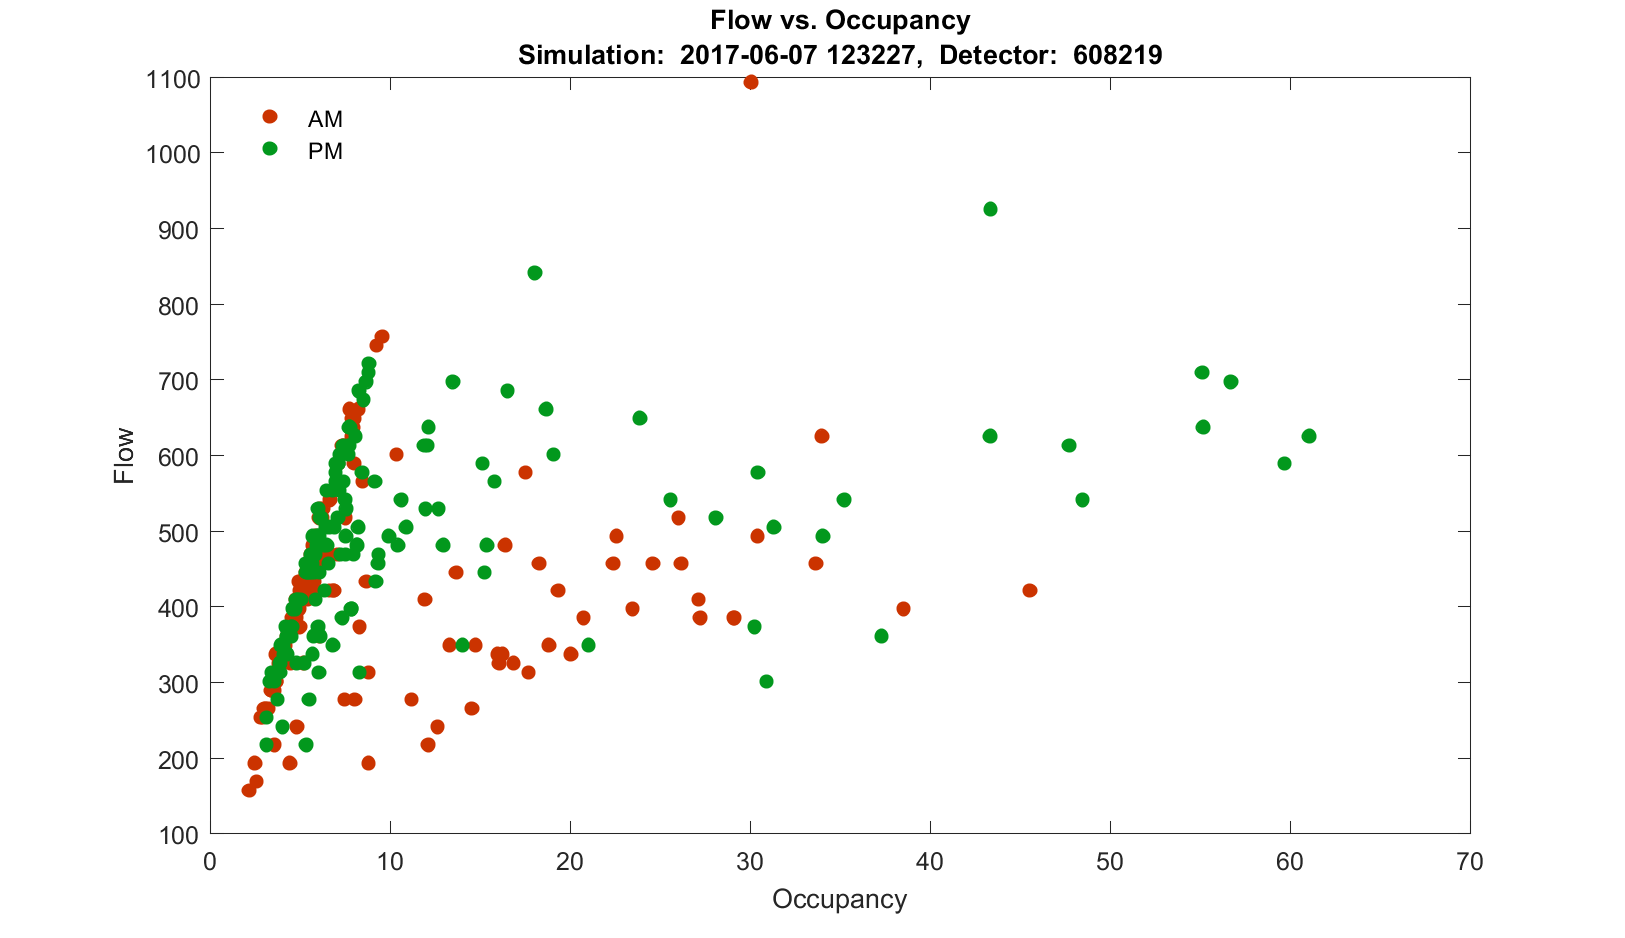 Flow vs. Occupancy
Simulation:  2017-06-07 123227,  Detector:  608219
1100
1000
900
800
700
600
500
400
300
200
100
AM
PM
Flow
0 10 20 30 40 50 60 70
Occupancy